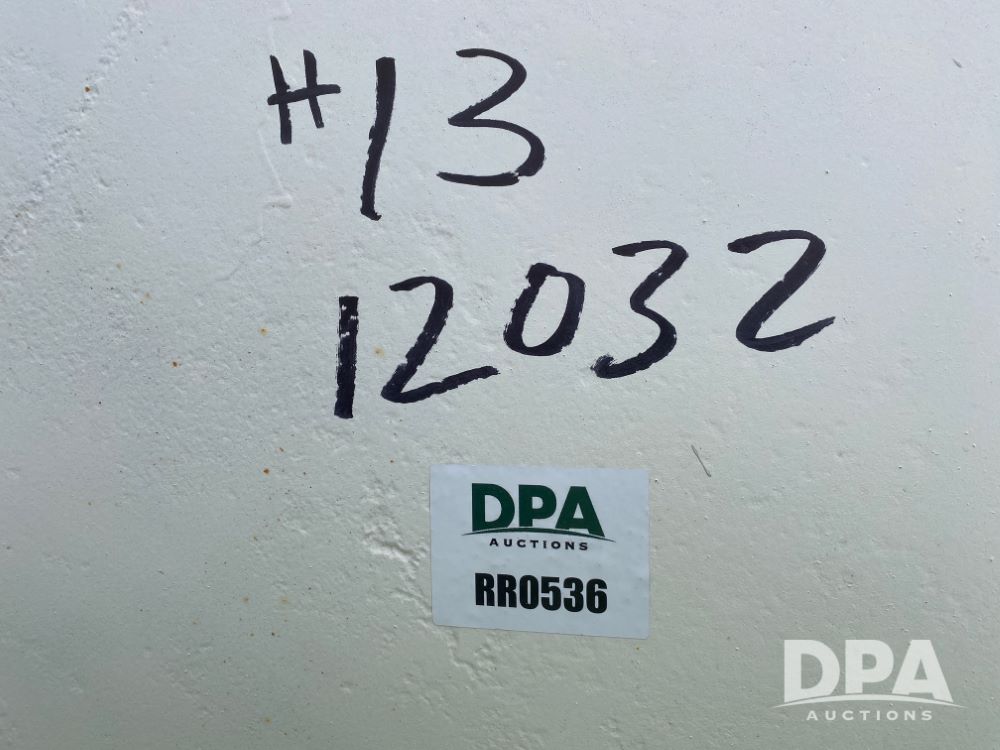 #13
12032
DPA
AUCTIONS
RR0536
DPA
AUCTIONS